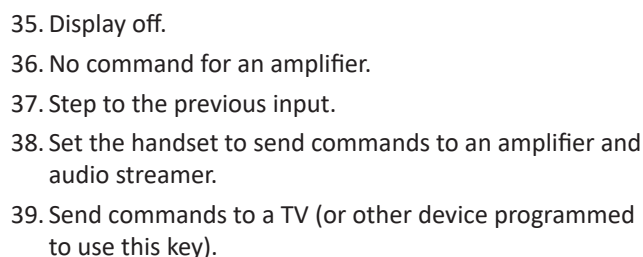 35. Display off.
36. No command for an amplifier.
37. Step to the previous input.
38. Set the handset to send commands to an amplifier and
audio streamer.
39. Send commands to a TV (or other device programmed
to use this key).